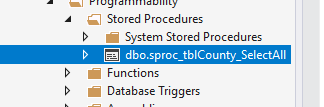 Programmability
Stored Procedures
System Stored Procedures
dbo.sproc_tblCounty_SelectAll
Functions
Database Triggers